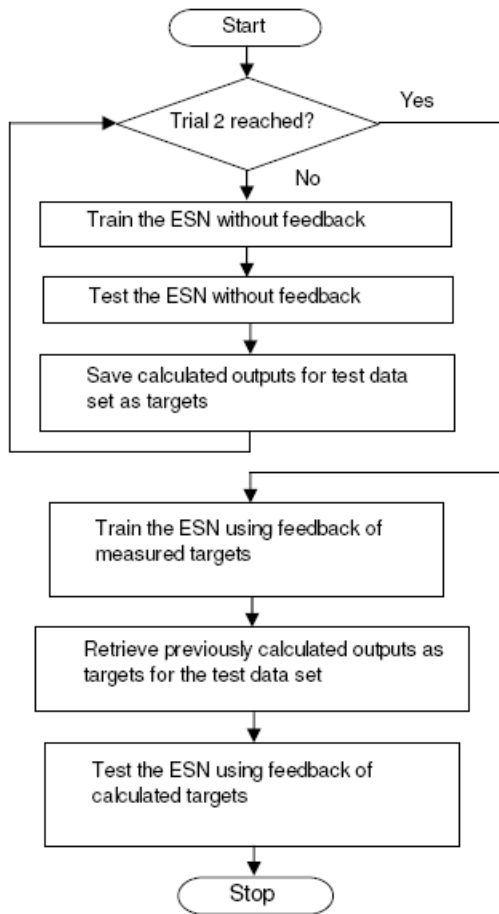 Start
Trial 2 reached?
Yes
No
Train the ESN without feedback
Test the ESN without feedback
Save calculated outputs for test data
set as targets
Train the ESN using feedback of
measured targets
Retrieve previously calculated outputs as
targets for the test data set
Test the ESN using feedback of
calculated targets
Stop